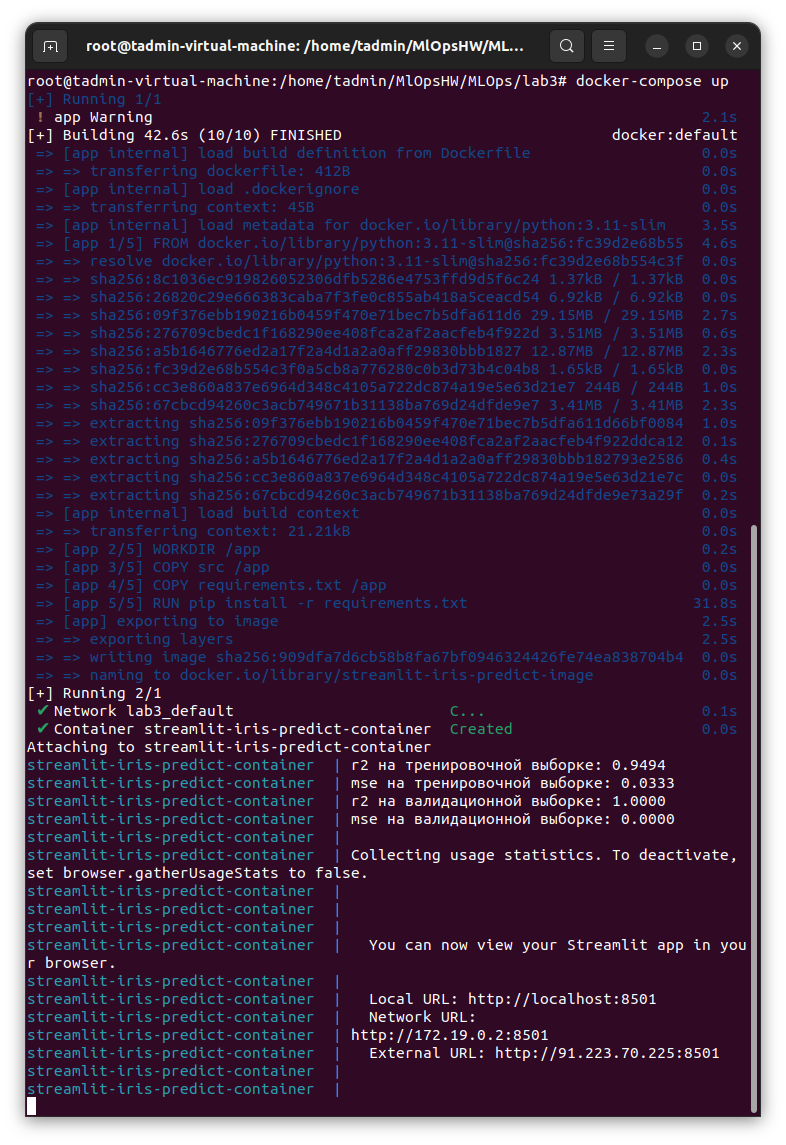 root@tadmin-virtual-machine: /home/tadmin/MlOpsHW/ML...
root@tadmin-virtual-machine:/home/tadmin/MlOpsHW/MLOps/lab3# docker-compose up
[+] Running 1/1
 ! app Warning 2.1s
[+] Building 42.6s (10/10) FINISHED docker:default
 => [app internal] load build definition from Dockerfile 0.0s
 => => transferring dockerfile: 412B 0.0s
 => [app internal] load .dockerignore 0.0s
 => => transferring context: 45B 0.0s
 => [app internal] load metadata for docker.io/library/python:3.11-slim 3.5s
 => [app 1/5] FROM docker.io/library/python:3.11-slim@sha256:fc39d2e68b55 4.6s
 => => resolve docker.io/library/python:3.11-slim@sha256:fc39d2e68b554c3f 0.0s
 => => sha256:8c1036ec919826052306dfb5286e4753ffd9d5f6c24 1.37kB / 1.37kB 0.0s
 => => sha256:26820c29e666383caba7f3fe0c855ab418a5ceacd54 6.92kB / 6.92kB 0.0s
 => => sha256:09f376ebb190216b0459f470e71bec7b5dfa611d6 29.15MB / 29.15MB 2.7s
 => => sha256:276709cbedc1f168290ee408fca2af2aacfeb4f922d 3.51MB / 3.51MB 0.6s
 => => sha256:a5b1646776ed2a17f2a4d1a2a0aff29830bbb1827 12.87MB / 12.87MB 2.3s
 => => sha256:fc39d2e68b554c3f0a5cb8a776280c0b3d73b4c04b8 1.65kB / 1.65kB 0.0s
 => => sha256:cc3e860a837e6964d348c4105a722dc874a19e5e63d21e7 244B / 244B 1.0s
 => => sha256:67cbcd94260c3acb749671b31138ba769d24dfde9e7 3.41MB / 3.41MB 2.3s
 => => extracting sha256:09f376ebb190216b0459f470e71bec7b5dfa611d66bf0084 1.0s
 => => extracting sha256:276709cbedc1f168290ee408fca2af2aacfeb4f922ddca12 0.1s
 => => extracting sha256:a5b1646776ed2a17f2a4d1a2a0aff29830bbb182793e2586 0.4s
 => => extracting sha256:cc3e860a837e6964d348c4105a722dc874a19e5e63d21e7c 0.0s
 => => extracting sha256:67cbcd94260c3acb749671b31138ba769d24dfde9e73a29f 0.2s
 => [app internal] load build context 0.0s
 => => transferring context: 21.21kB 0.0s
 => [app 2/5] WORKDIR /app 0.2s
 => [app 3/5] COPY src /app 0.0s
 => [app 4/5] COPY requirements.txt /app 0.0s
 => [app 5/5] RUN pip install -r requirements.txt 31.8s
 => [app] exporting to image 2.5s
 => => exporting layers 2.5s
 => => writing image sha256:909dfa7d6cb58b8fa67bf0946324426fe74ea838704b4 0.0s
 => => naming to docker.io/library/streamlit-iris-predict-image 0.0s
[+] Running 2/1
 ✔ Network lab3_default C... 0.1s
 ✔ Container streamlit-iris-predict-container Created 0.0s
Attaching to streamlit-iris-predict-container
streamlit-iris-predict-container | r2 на тренировочной выборке: 0.9494
streamlit-iris-predict-container | mse на тренировочной выборке: 0.0333
streamlit-iris-predict-container | r2 на валидационной выборке: 1.0000
streamlit-iris-predict-container | mse на валидационной выборке: 0.0000
streamlit-iris-predict-container |
streamlit-iris-predict-container | Collecting usage statistics. To deactivate,
set browser.gatherUsageStats to false.
streamlit-iris-predict-container |
streamlit-iris-predict-container |
streamlit-iris-predict-container |
streamlit-iris-predict-container | You can now view your Streamlit app in you
r browser.
streamlit-iris-predict-container |
streamlit-iris-predict-container | Local URL: http://localhost:8501
streamlit-iris-predict-container | Network URL:
streamlit-iris-predict-container | http://172.19.0.2:8501
streamlit-iris-predict-container | External URL: http://91.223.70.225:8501
streamlit-iris-predict-container |
streamlit-iris-predict-container |